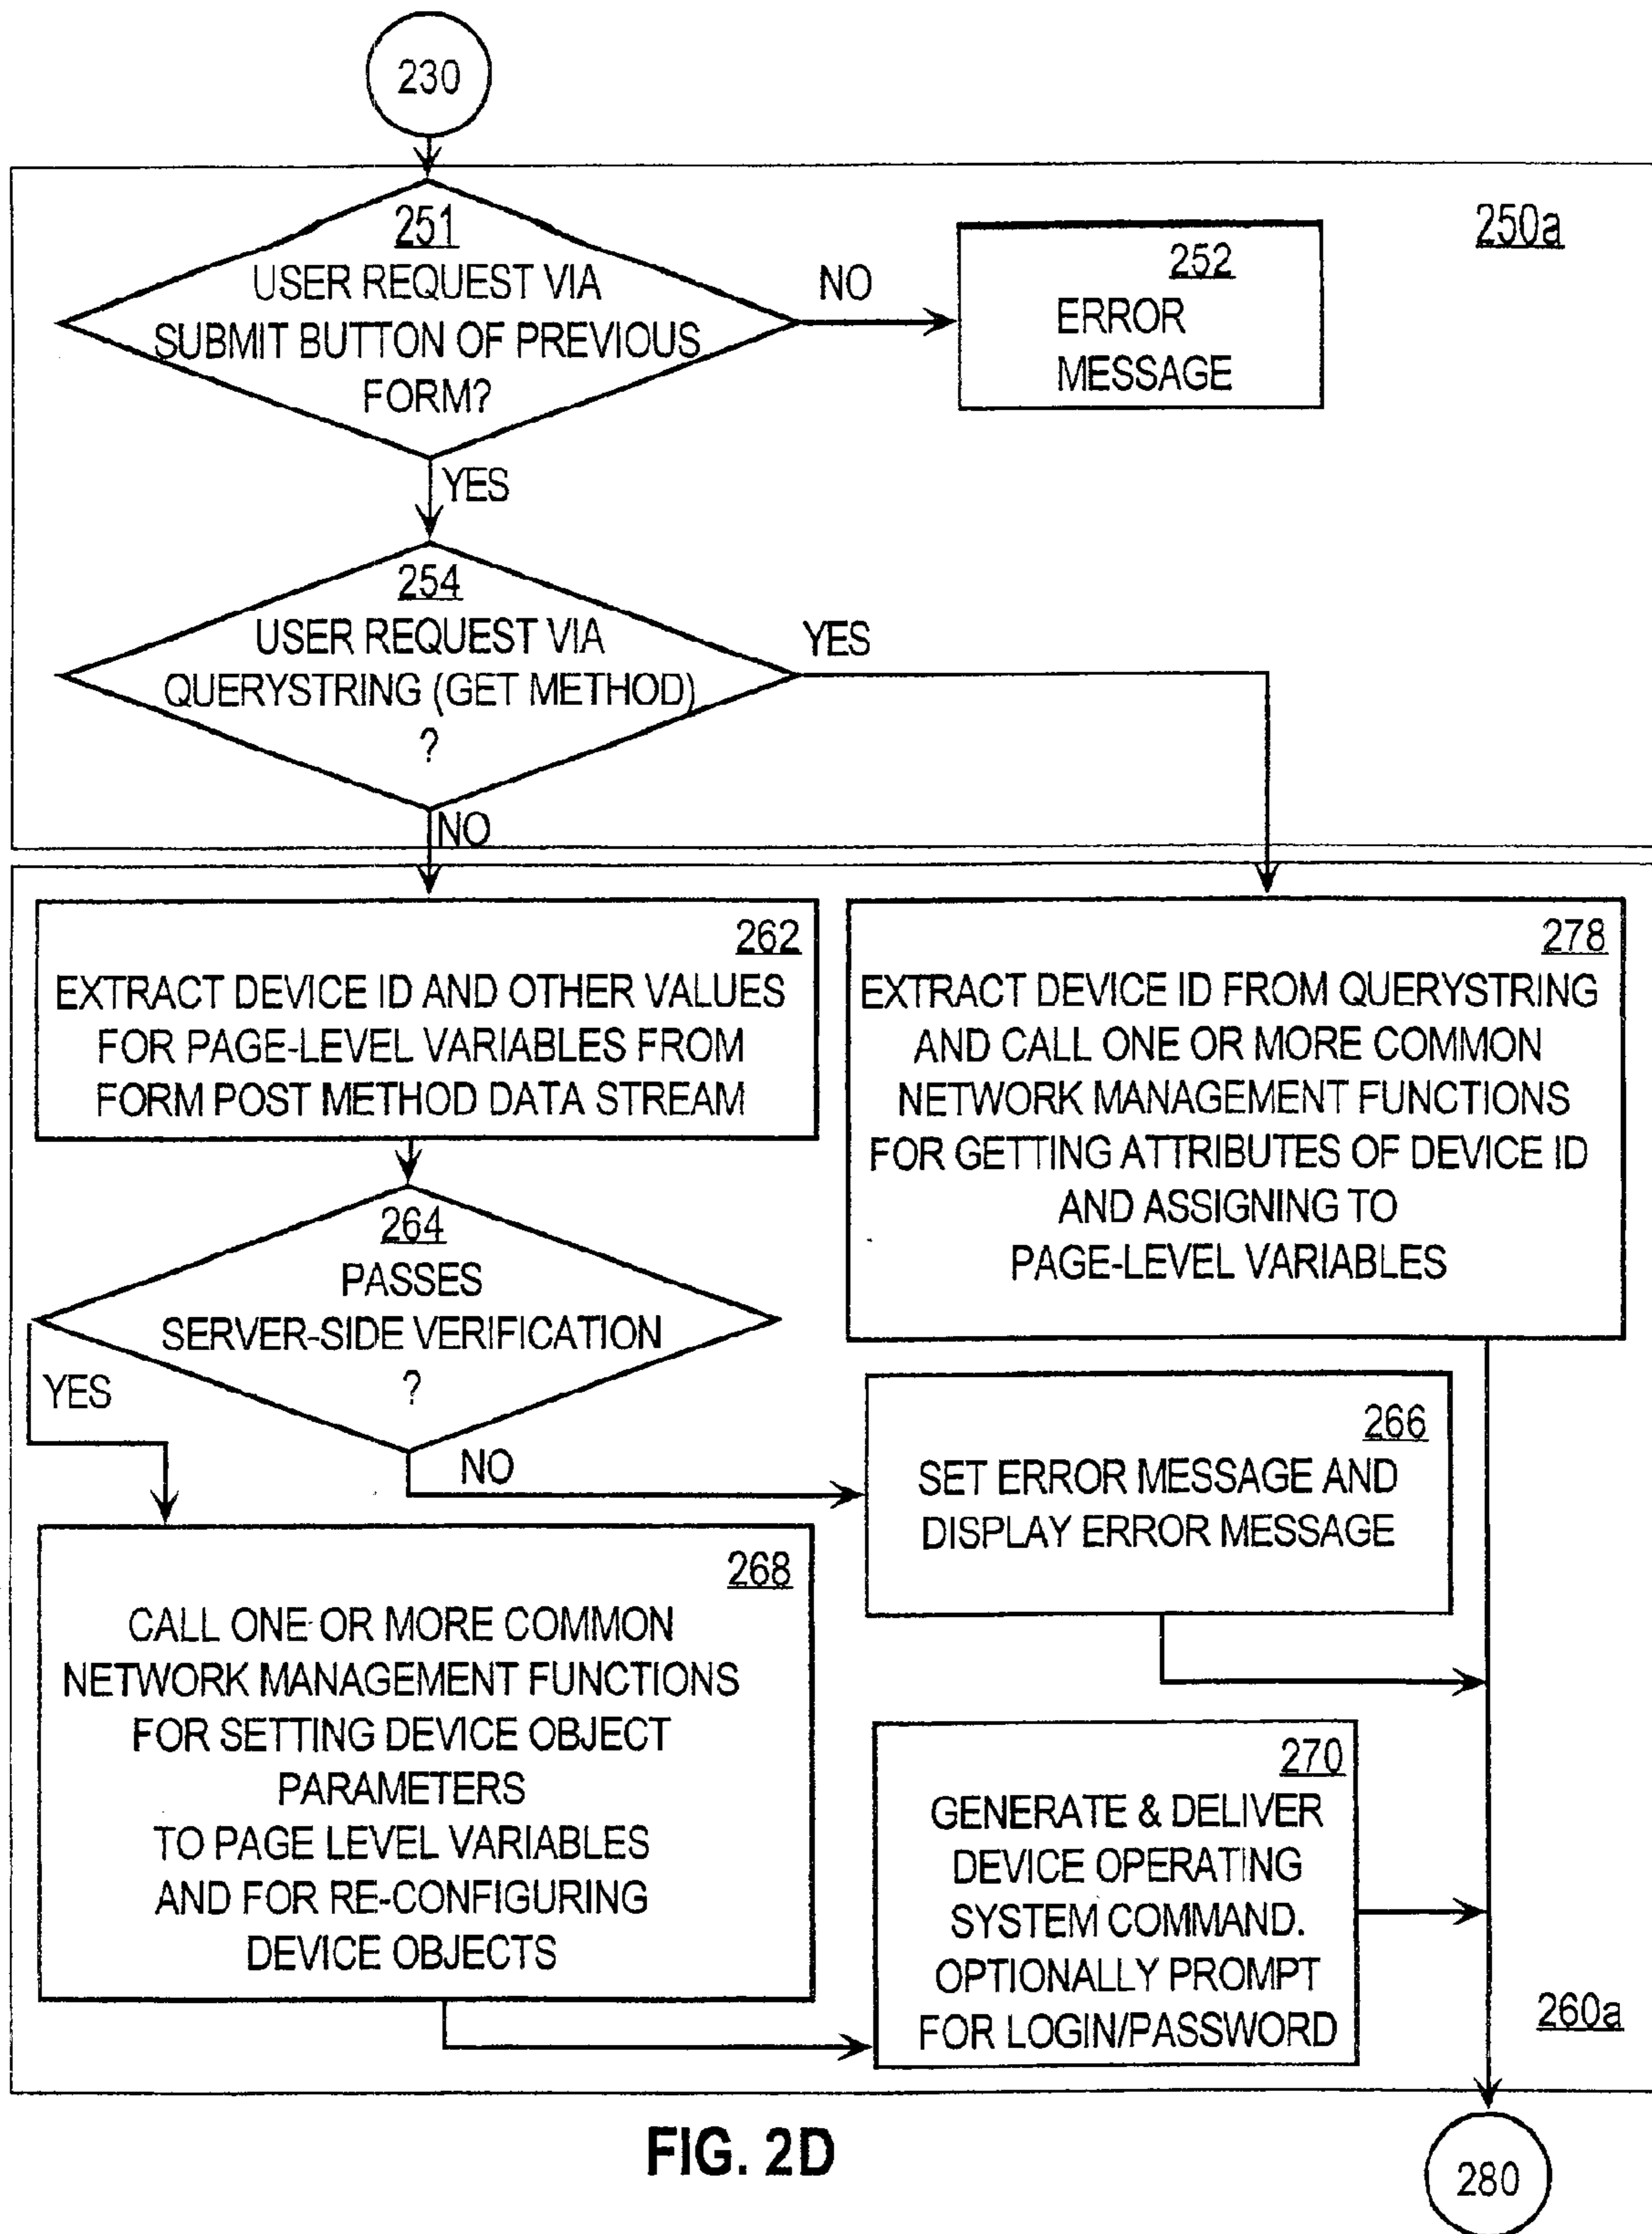 230
250a
251
USER REQUEST VIA
SUBMIT BUTTON OF PREVIOUS
FORM?
NO
252
ERROR
MESSAGE
YES
254
USER REQUEST VIA
QUERYSTRING (GET METHOD)
?
YES
NO
262
EXTRACT DEVICE ID AND OTHER VALUES
FOR PAGE-LEVEL VARIABLES FROM
FORM POST METHOD DATA STREAM
278
EXTRACT DEVICE ID FROM QUERYSTRING
AND CALL ONE OR MORE COMMON
NETWORK MANAGEMENT FUNCTIONS
FOR GETTING ATTRIBUTES OF DEVICE ID
AND ASSIGNING TO
PAGE-LEVEL VARIABLES
264
PASSES
SERVER-SIDE VERIFICATION
?
YES
NO
266
SET ERROR MESSAGE AND
DISPLAY ERROR MESSAGE
268
CALL ONE OR MORE COMMON
NETWORK MANAGEMENT FUNCTIONS
FOR SETTING DEVICE OBJECT
PARAMETERS
TO PAGE LEVEL VARIABLES
AND FOR RE-CONFIGURING
DEVICE OBJECTS
270
GENERATE & DELIVER
DEVICE OPERATING
SYSTEM COMMAND.
OPTIONALLY PROMPT
FOR LOGIN/PASSWORD
260a
280
FIG. 2D